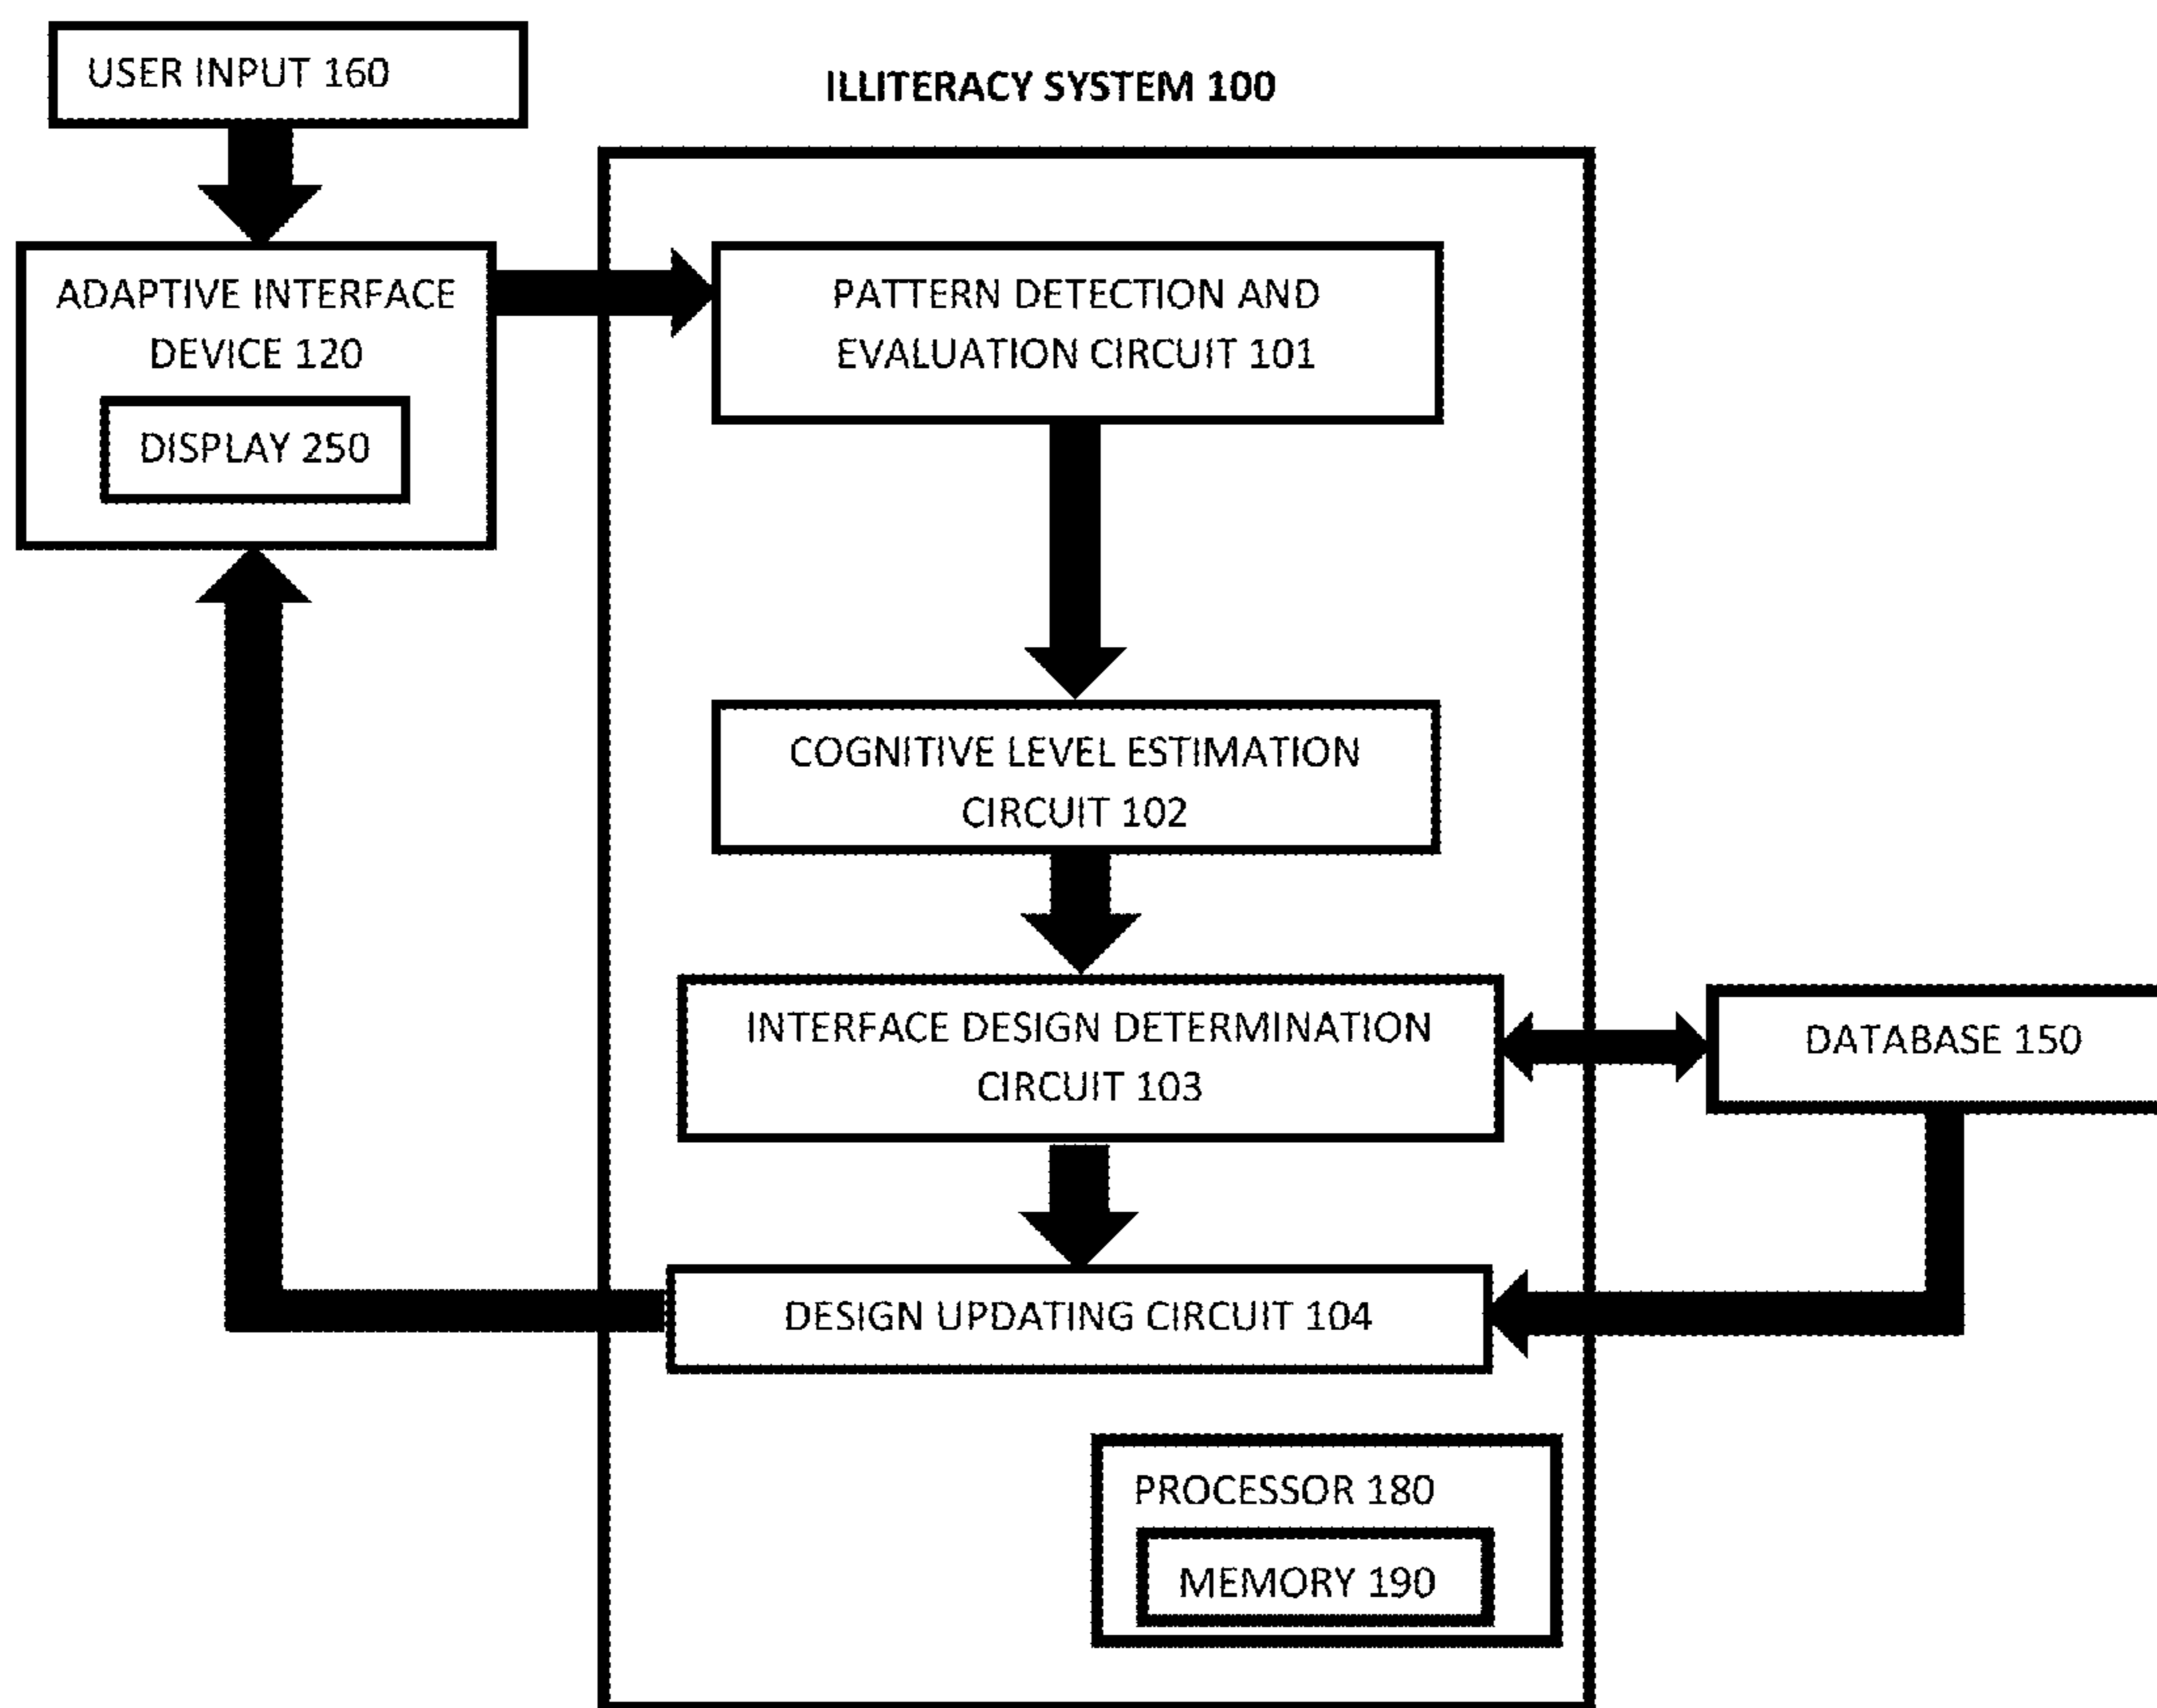 USER INPUT 160
ILLITERACY SYSTEM 100
ADAPTIVE INTERFACE
DEVICE 120
DISPLAY 250
PATTERN DETECTION AND
EVALUATION CIRCUIT 101
COGNITIVE LEVEL ESTIMATION
CIRCUIT 102
INTERFACE DESIGN DETERMINATION
CIRCUIT 103
DATABASE 150
DESIGN UPDATING CIRCUIT 104
PROCESSOR 180
MEMORY 190